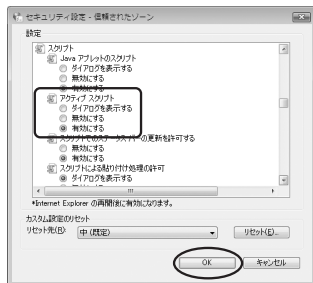 セキュリティ設定 - 信頼されたゾーン
設定
スクリプト
Java アプレットのスクリプト
ダイアログを表示する
無効にする
有効にする
アクティブ スクリプト
ダイアログを表示する
無効にする
有効にする
スクリプトでのステータス バーの更新を許可する
無効にする
有効にする
スクリプトによる貼り付け処理の許可
ダイアログを表示する
*Internet Explorer の再開後に有効になります。
カスタム設定のリセット
リセット先(R):
中 (既定)
リセット(E)...
OK
キャンセル